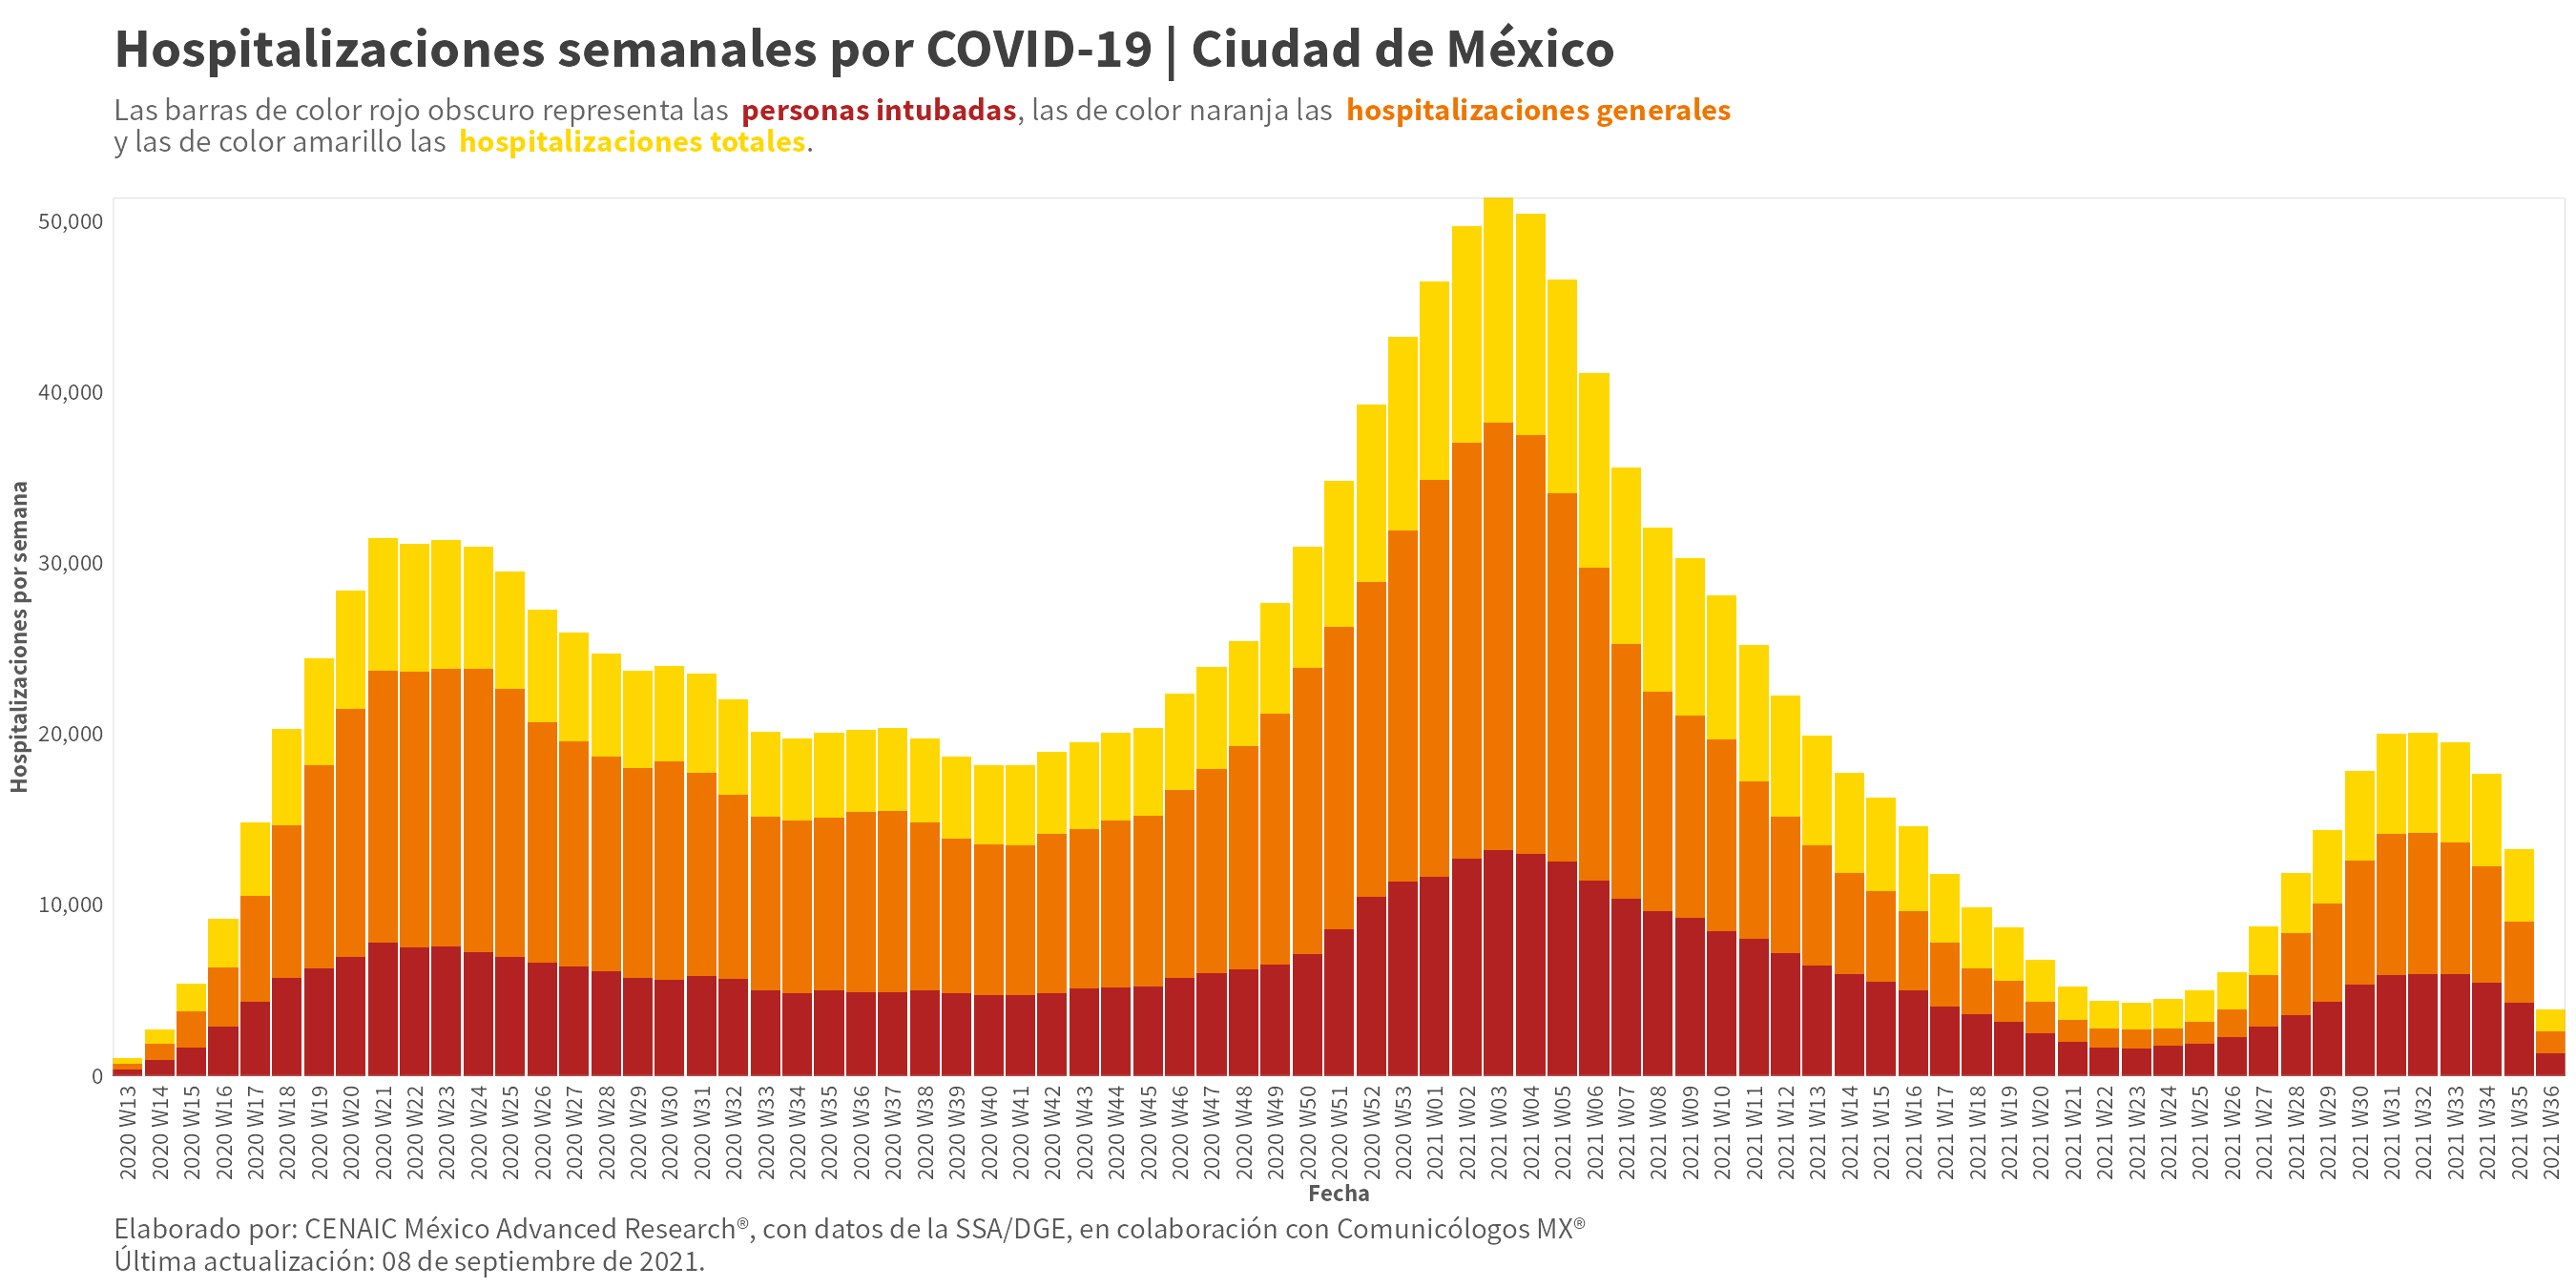 Hospitalizaciones semanales por COVID-19 | Ciudad de México
Las barras de color rojo obscuro representa las personas intubadas, las de color naranja las hospitalizaciones generales
y las de color amarillo las hospitalizaciones totales.
Hospitalizaciones por semana
50,000
40,000
30,000
20,000
10,000
0
2020 W13
2020 W14
2020 W15
2020 W16
2020 W17
2020 W18
2020 W19
2020 W20
2020 W21
2020 W22
2020 W23
2020 W24
2020 W25
2020 W26
2020 W27
2020 W28
2020 W29
2020 W30
2020 W31
2020 W32
2020 W33
2020 W34
2020 W35
2020 W36
2020 W37
2020 W38
2020 W39
2020 W40
2020 W41
2020 W42
2020 W43
2020 W44
2020 W45
2020 W46
2020 W47
2020 W48
2020 W49
2020 W50
2020 W51
2020 W52
2020 W53
2021 W01
2021 W02
2021 W03
2021 W04
2021 W05
2021 W06
2021 W07
2021 W08
2021 W09
2021 W10
2021 W11
2021 W12
2021 W13
2021 W14
2021 W15
2021 W16
2021 W17
2021 W18
2021 W19
2021 W20
2021 W21
2021 W22
2021 W23
2021 W24
2021 W25
2021 W26
2021 W27
2021 W28
2021 W29
2021 W30
2021 W31
2021 W32
2021 W33
2021 W34
2021 W35
2021 W36
Fecha
Elaborado por: CENAIC México Advanced Research®, con datos de la SSA/DGE, en colaboración con Comunicólogos MX®
Última actualización: 08 de septiembre de 2021.